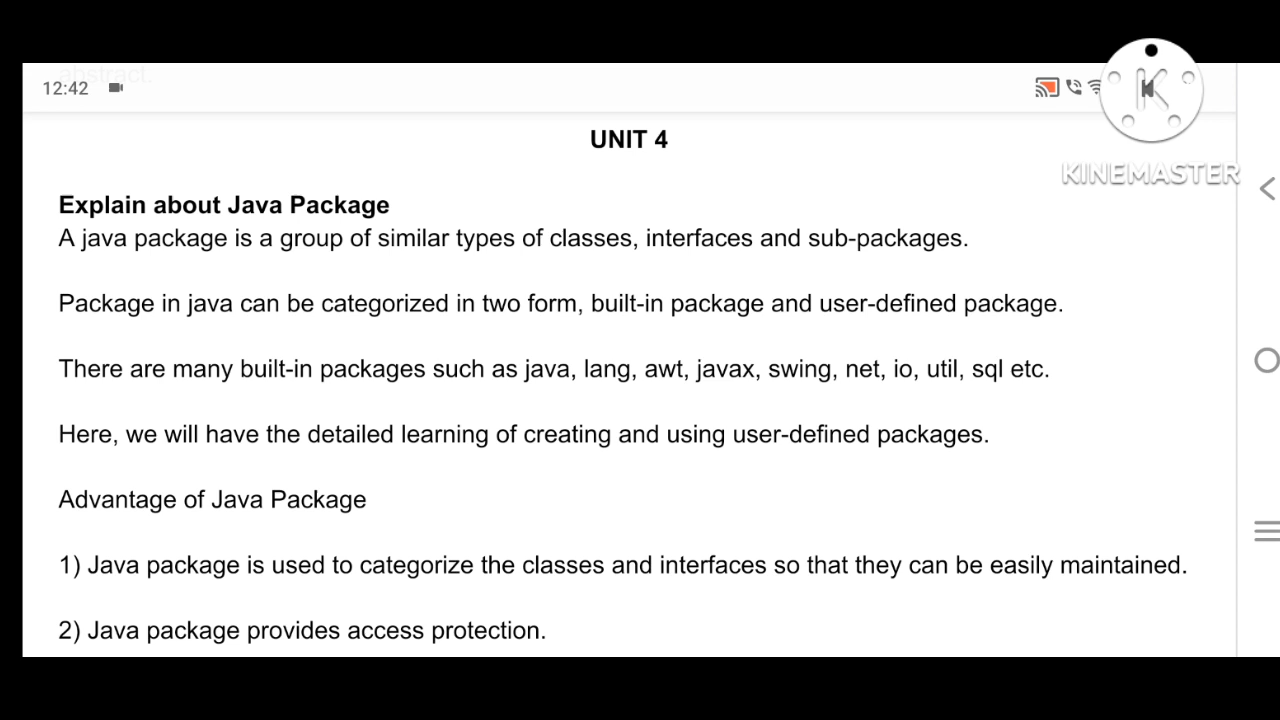 abstract.
12:42
KINEMASTER
UNIT 4
Explain about Java Package
A java package is a group of similar types of classes, interfaces and sub-packages.
Package in java can be categorized in two form, built-in package and user-defined package.
There are many built-in packages such as java, lang, awt, javax, swing, net, io, util, sql etc.
Here, we will have the detailed learning of creating and using user-defined packages.
Advantage of Java Package
1) Java package is used to categorize the classes and interfaces so that they can be easily maintained.
2) Java package provides access protection.